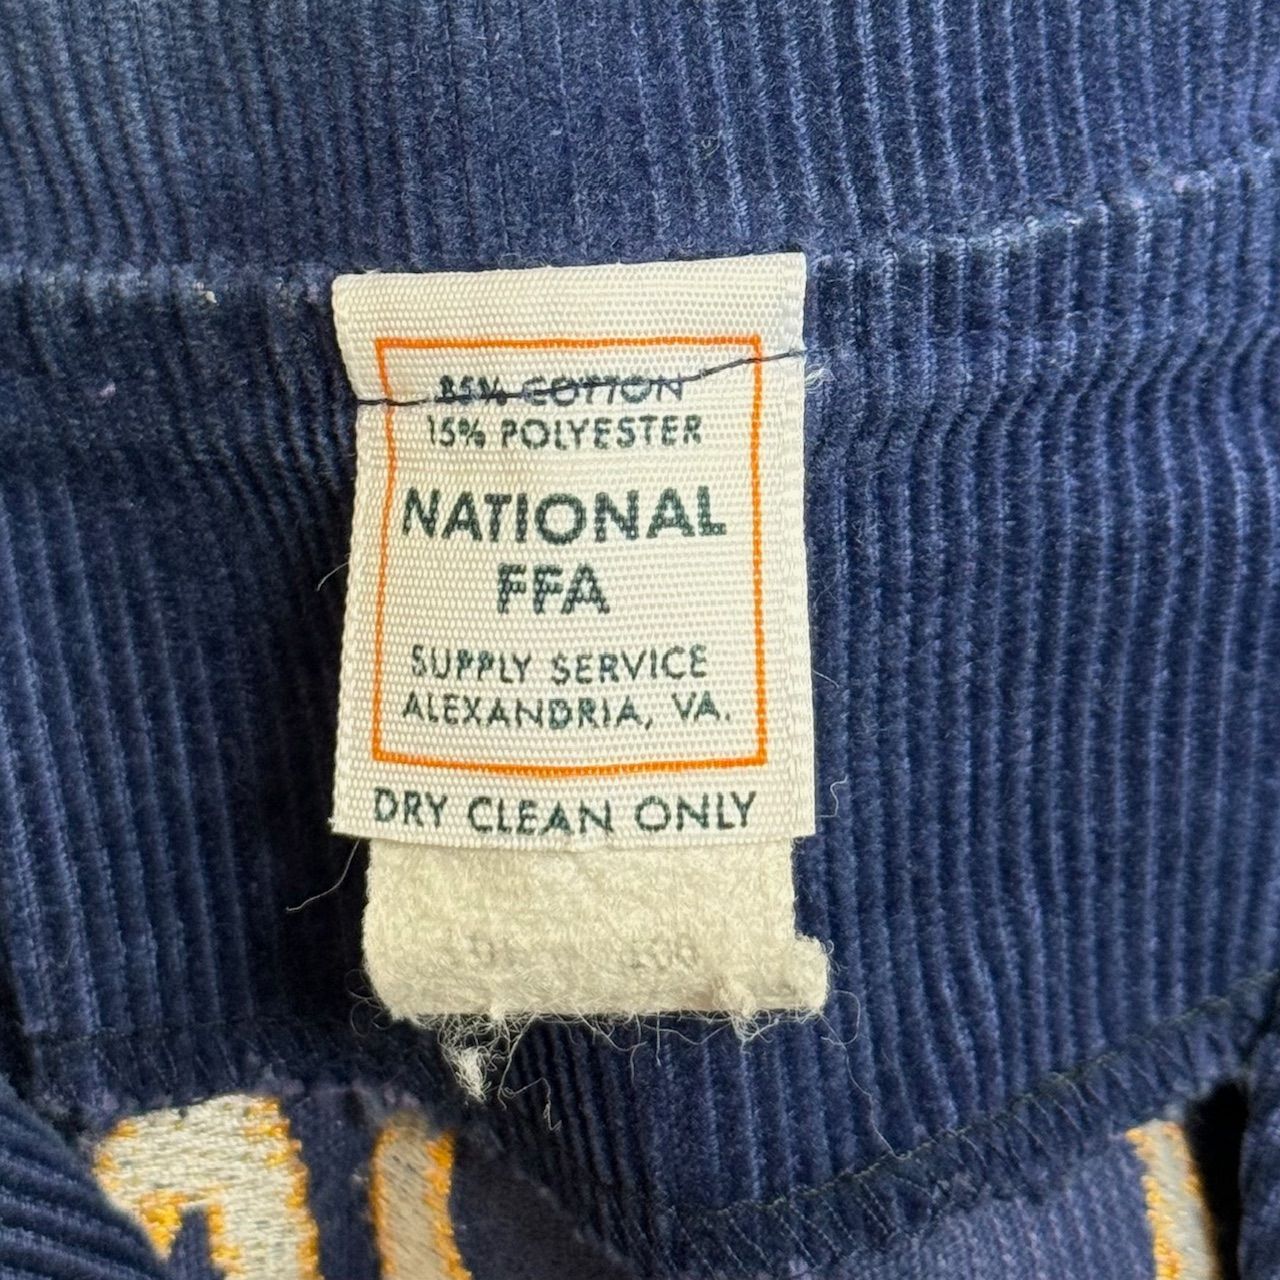 85% COTTON
15% POLYESTER
NATIONAL
FFA
SUPPLY SERVICE
ALEXANDRIA, VA.
DRY CLEAN ONLY